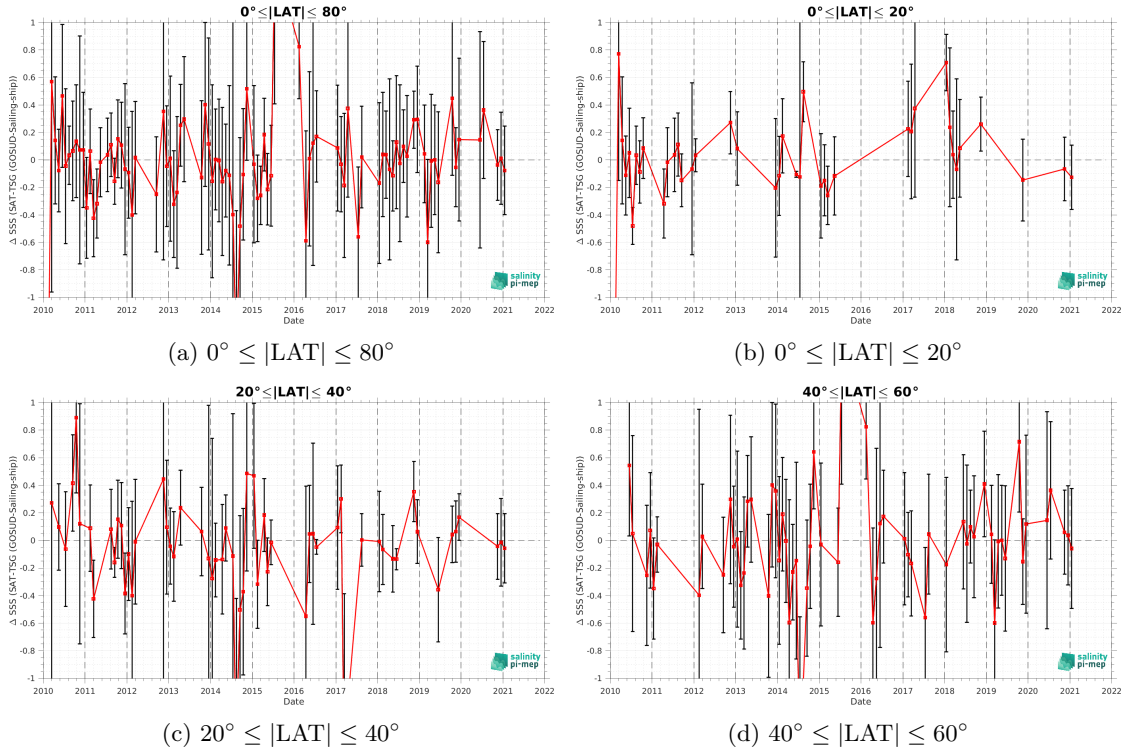 0°≤|LAT|≤ 80°
Δ SSS (SAT-TSG (GOSUD-Sailing-ship))
1
0.8
0.6
0.4
0.2
0
-0.2
-0.4
-0.6
-0.8
-1
salinity
pi-mep
2010 2011 2012 2013 2014 2015 2016 2017 2018 2019 2020 2021 2022
Date
(a) 0° ≤ |LAT| ≤ 80°
0°≤|LAT|≤ 20°
Δ SSS (SAT-TSG (GOSUD-Sailing-ship))
1
0.8
0.6
0.4
0.2
0
-0.2
-0.4
-0.6
-0.8
-1
salinity
pi-mep
2010 2011 2012 2013 2014 2015 2016 2017 2018 2019 2020 2021 2022
Date
(b) 0° ≤ |LAT| ≤ 20°
20°≤|LAT|≤ 40°
Δ SSS (SAT-TSG (GOSUD-Sailing-ship))
1
0.8
0.6
0.4
0.2
0
-0.2
-0.4
-0.6
-0.8
-1
salinity
pi-mep
2010 2011 2012 2013 2014 2015 2016 2017 2018 2019 2020 2021 2022
Date
(c) 20° ≤ |LAT| ≤ 40°
40°≤|LAT|≤ 60°
Δ SSS (SAT-TSG (GOSUD-Sailing-ship))
1
0.8
0.6
0.4
0.2
0
-0.2
-0.4
-0.6
-0.8
-1
salinity
pi-mep
2010 2011 2012 2013 2014 2015 2016 2017 2018 2019 2020 2021 2022
Date
(d) 40° ≤ |LAT| ≤ 60°